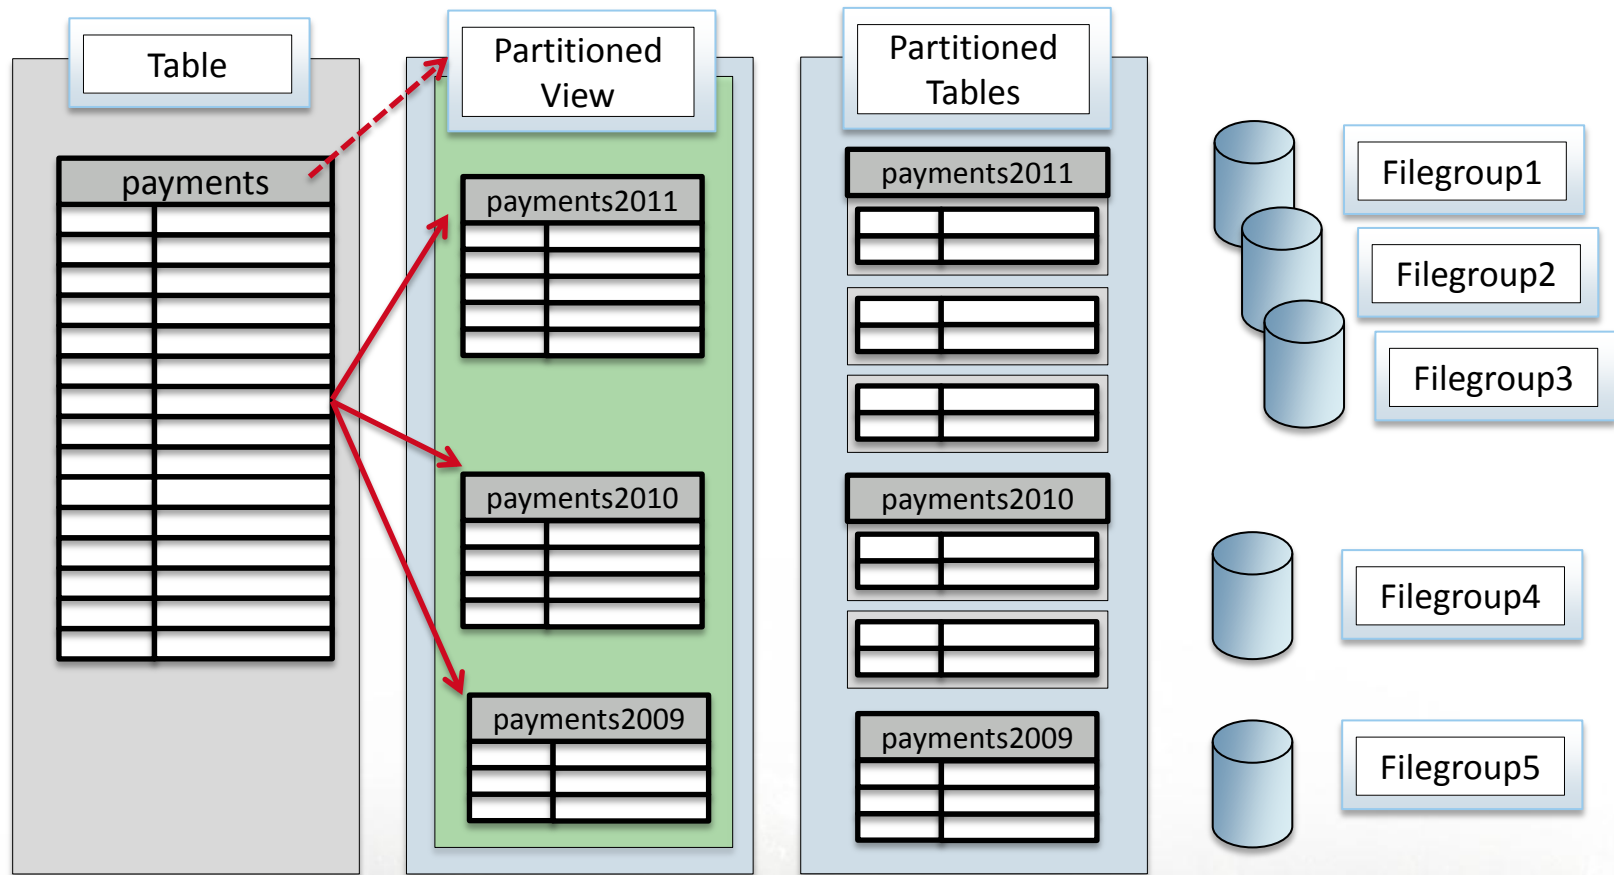 Table
payments
Partitioned
View
payments2011
payments2010
payments2009
Partitioned
Tables
payments2011
payments2010
payments2009
Filegroup1
Filegroup2
Filegroup3
Filegroup4
Filegroup5